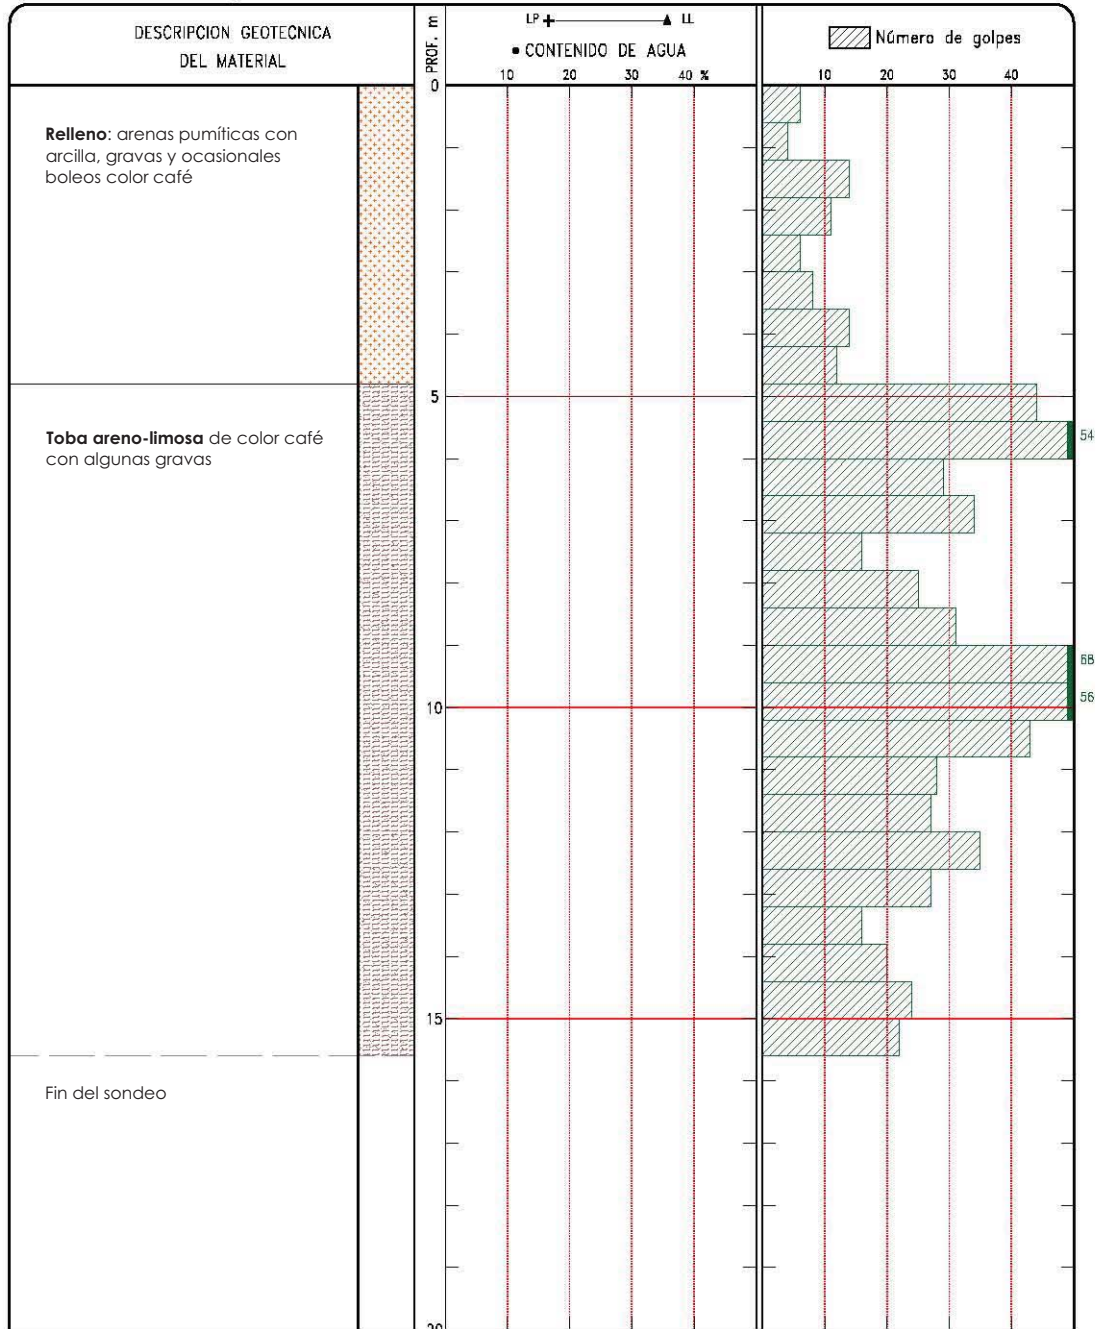 DESCRIPCION GEOTECNICA
DEL MATERIAL
PROF. m
LP LL
• CONTENIDO DE AGUA
10 20 30 40 %
Número de golpes
10 20 30 40
0
Relleno: arenas pumíticas con
arcilla, gravas y ocasionales
boleos color café
5
Toba areno-limosa de color café
con algunas gravas
54
56
10
15
Fin del sondeo
20